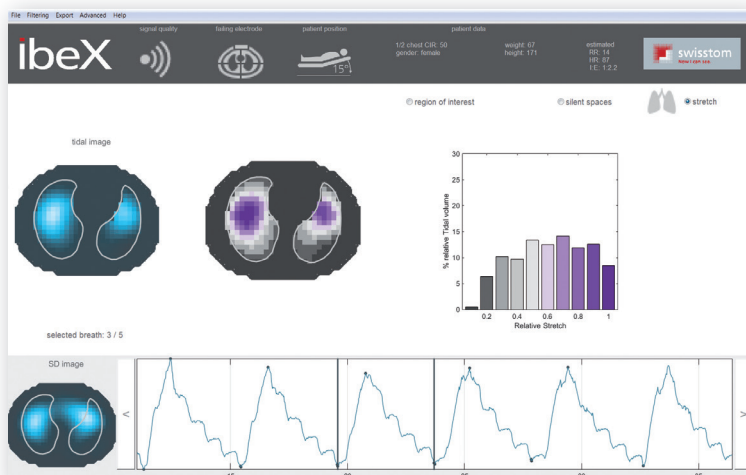 File Filtering Export Advanced Help
signal quality failing electrode patient position patient data
ibeX
1/2 chest CIR: 50 weight: 67 estimated
gender: female height: 171 RR: 14
HR: 87
I:E: 1:2.2
15°
swisstom
region of interest silent spaces stretch
tidal image
30
25
20
15
10
5
0
% relative Tidal volume
0.2 0.4 0.6 0.8 1
Relative Stretch
selected breath: 3 / 5
SD image
< >